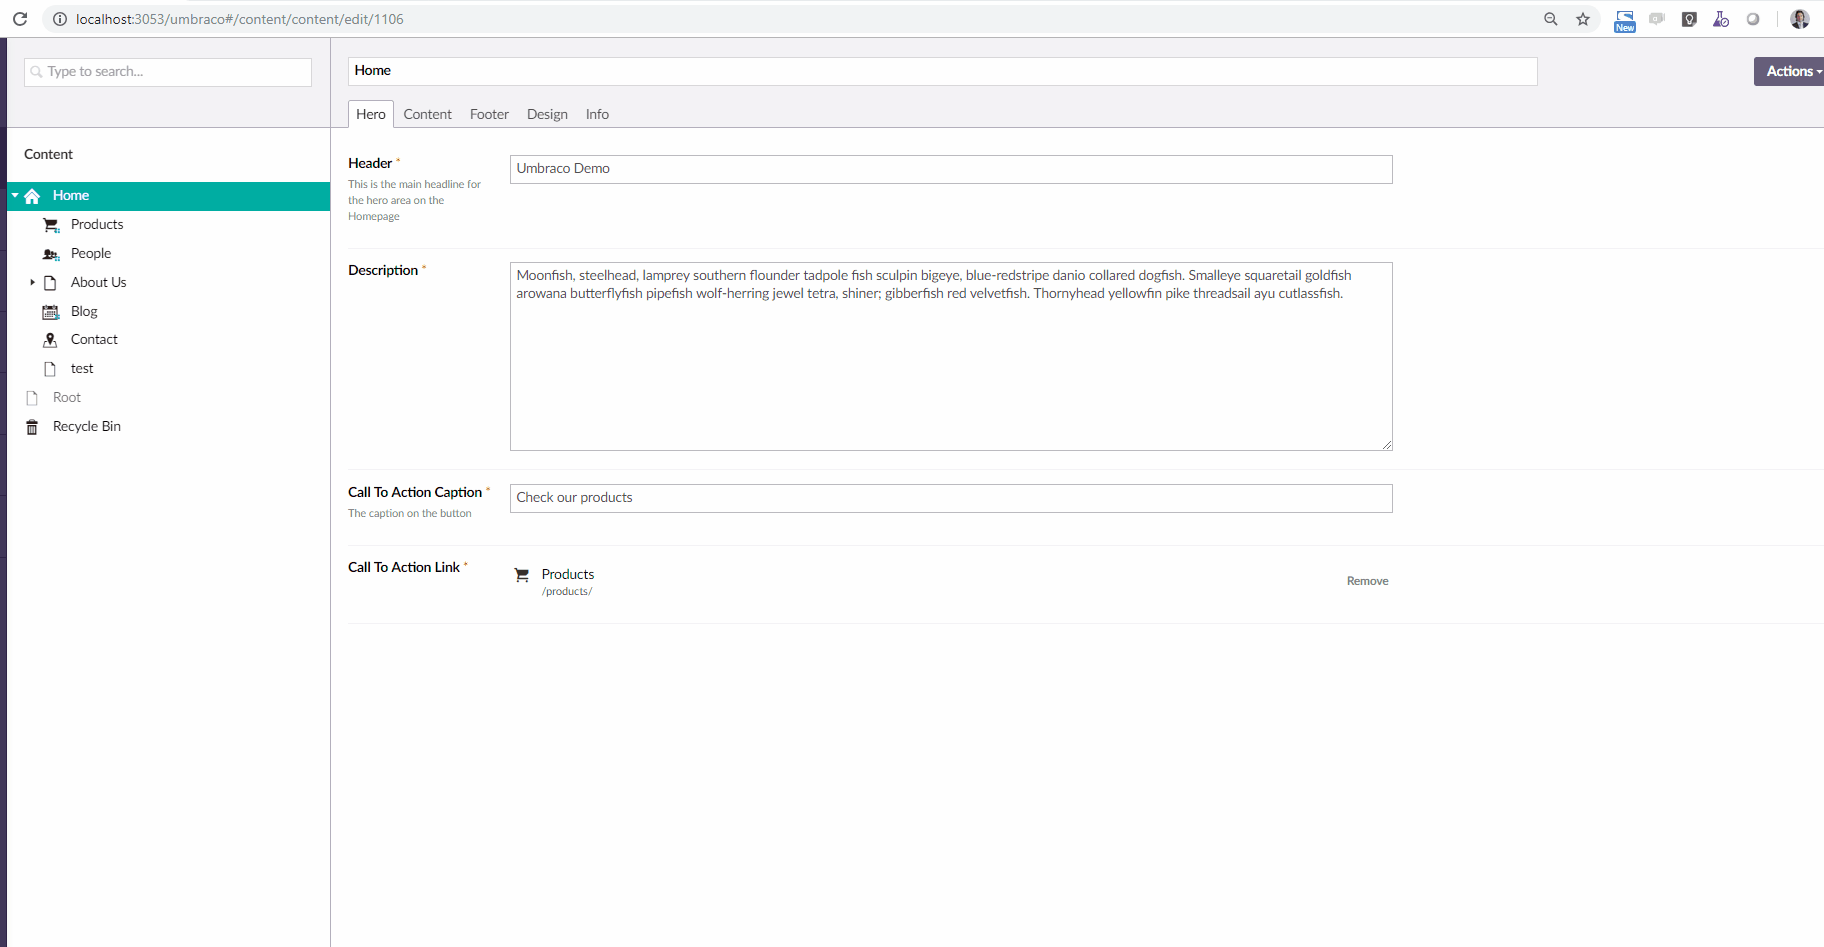 localhost:3053/umbraco#/content/content/edit/1106
New
Type to search...
Home
Actions
Hero Content Footer Design Info
Content
Home
Products
People
About Us
Blog
Contact
test
Root
Recycle Bin
Header *
This is the main headline for
the hero area on the
Homepage
Umbraco Demo
Description *
Moonfish, steelhead, lamprey southern flounder tadpole fish sculpin bigeye, blue-redstripe danio collared dogfish. Smalleye squaretail goldfish
arowana butterflyfish pipefish wolf-herring jewel tetra, shiner; gibberfish red velvetfish. Thornyhead yellowfin pike threadsail ayu cutlassfish.
Call To Action Caption *
The caption on the button
Check our products
Call To Action Link *
Products
/products/
Remove